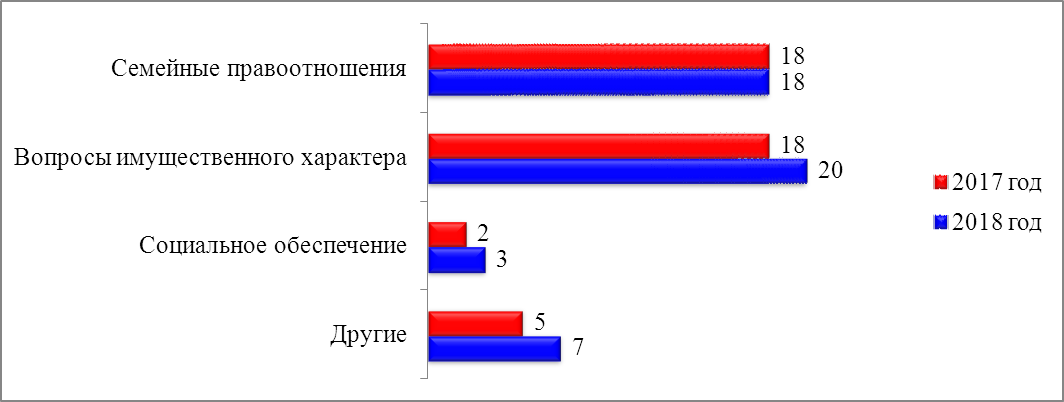 Семейные правоотношения
18
18
Вопросы имущественного характера
18
20
Социальное обеспечение
2
3
Другие
5
7
2017 год
2018 год